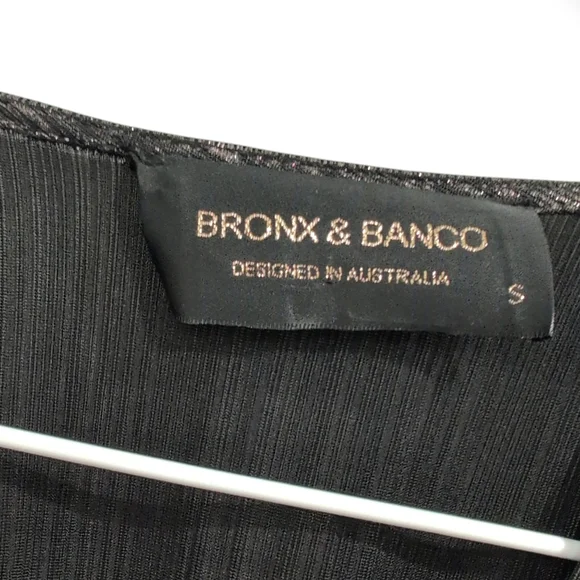 BRONX & BANCO
DESIGNED IN AUSTRALIA
S